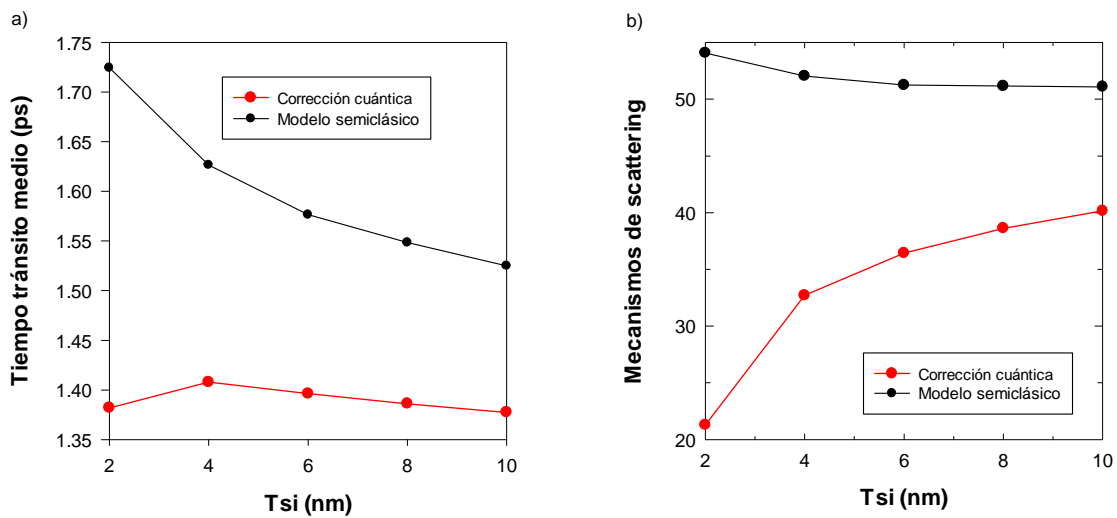 a)
Tiempo tránsito medio (ps)
1.75
1.70
1.65
1.60
1.55
1.50
1.45
1.40
1.35
Corrección cuántica
Modelo semiclásico
2 4 6 8 10
Tsi (nm)
b)
Mecanismos de scattering
50
40
30
20
Corrección cuántica
Modelo semiclásico
2 4 6 8 10
Tsi (nm)